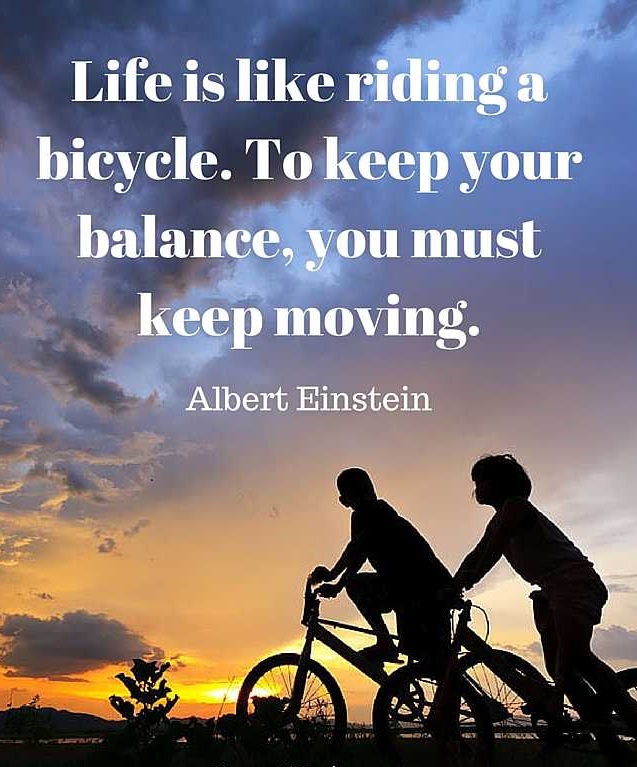 Life is like riding a
bicycle. To keep your
balance, you must
keep moving.
Albert Einstein